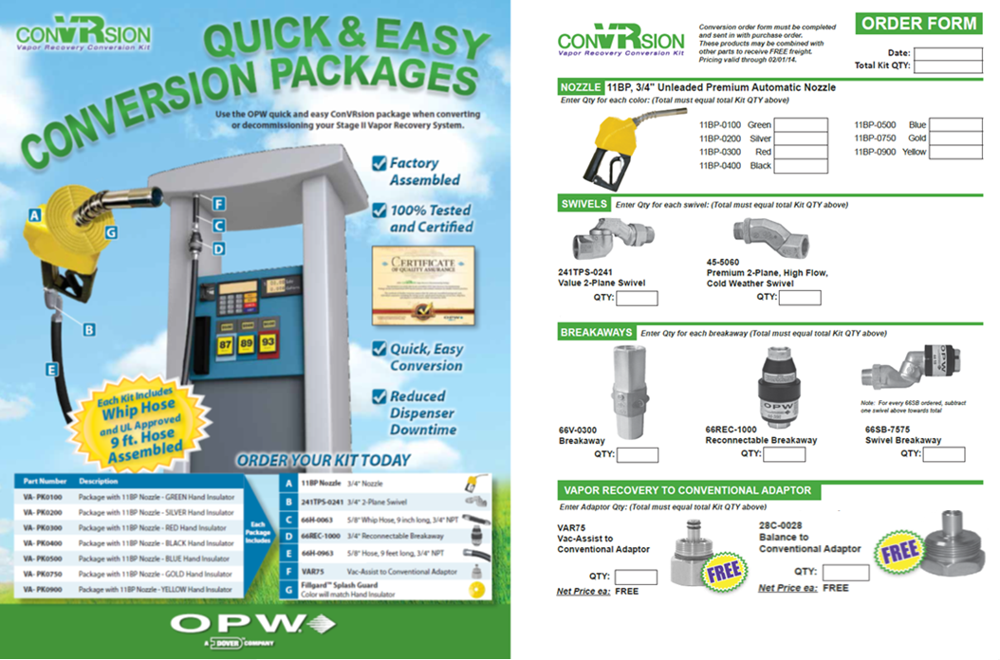 CONVRSION
Vapor Recovery Conversion Kit
QUICK & EASY
CONVERSION PACKAGES
Use the OPW quick and easy ConVRsion package when converting
or decommissioning your Stage II Vapor Recovery System.
Factory
Assembled
100% Tested
and Certified
CERTIFICATE
OF QUALITY ASSURANCE
Quick, Easy
Conversion
Reduced
Dispenser
Downtime
A
G
B
E
F
C
D
87
89
93
Each Kit Includes
Whip Hose
and UL Approved
9 ft. Hose
Assembled
ORDER YOUR KIT TODAY
Part Number Description
VA- PK0100 Package with 11BP Nozzle - GREEN Hand Insulator
VA- PK0200 Package with 11BP Nozzle - SILVER Hand Insulator
VA- PK0300 Package with 11BP Nozzle - RED Hand Insulator
VA- PK0400 Package with 11BP Nozzle - BLACK Hand Insulator
VA- PK0500 Package with 11BP Nozzle - BLUE Hand Insulator
VA- PK0750 Package with 11BP Nozzle - GOLD Hand Insulator
VA- PK0900 Package with 11BP Nozzle - YELLOW Hand Insulator
Each
Package
Includes
A 11BP Nozzle 3/4" Nozzle
B 241TPS-0241 3/4" 2-Plane Swivel
C 66H-0063 5/8" Whip Hose, 9 inch long, 3/4" NPT
D 66REC-1000 3/4" Reconnectable Breakaway
E 66H-0963 5/8" Hose, 9 feet long, 3/4" NPT
F VAR75 Vac-Assist to Conventional Adaptor
G Fillgard™ Splash Guard
Color will match Hand Insulator
OPW
A DOVER COMPANY
CONVRSION
Vapor Recovery Conversion Kit
Conversion order form must be completed
and sent in with purchase order.
These products may be combined with
other parts to receive FREE freight.
Pricing valid through 02/01/14.
ORDER FORM
Date:
Total Kit QTY:
NOZZLE 11BP, 3/4" Unleaded Premium Automatic Nozzle
Enter Qty for each color: (Total must equal total Kit QTY above)
11BP-0100 Green
11BP-0200 Silver
11BP-0300 Red
11BP-0400 Black
11BP-0500 Blue
11BP-0750 Gold
11BP-0900 Yellow
SWIVELS Enter Qty for each swivel: (Total must equal total Kit QTY above)
241TPS-0241
Value 2-Plane Swivel
QTY:
45-5060
Premium 2-Plane, High Flow,
Cold Weather Swivel
QTY:
BREAKAWAYS Enter Qty for each breakaway (Total must equal total Kit QTY above)
OPW
OPW
Note: For every 66SB ordered, subtract
one swivel above towards total
66V-0300
Breakaway
QTY:
66REC-1000
Reconnectable Breakaway
QTY:
66SB-7575
Swivel Breakaway
QTY:
VAPOR RECOVERY TO CONVENTIONAL ADAPTOR
Enter Adaptor Qty: (Total must equal total Kit QTY above)
VAR75
Vac-Assist to
Conventional Adaptor
QTY:
Net Price ea: FREE
FREE
28C-0028
Balance to
Conventional Adaptor
QTY:
Net Price ea: FREE
FREE